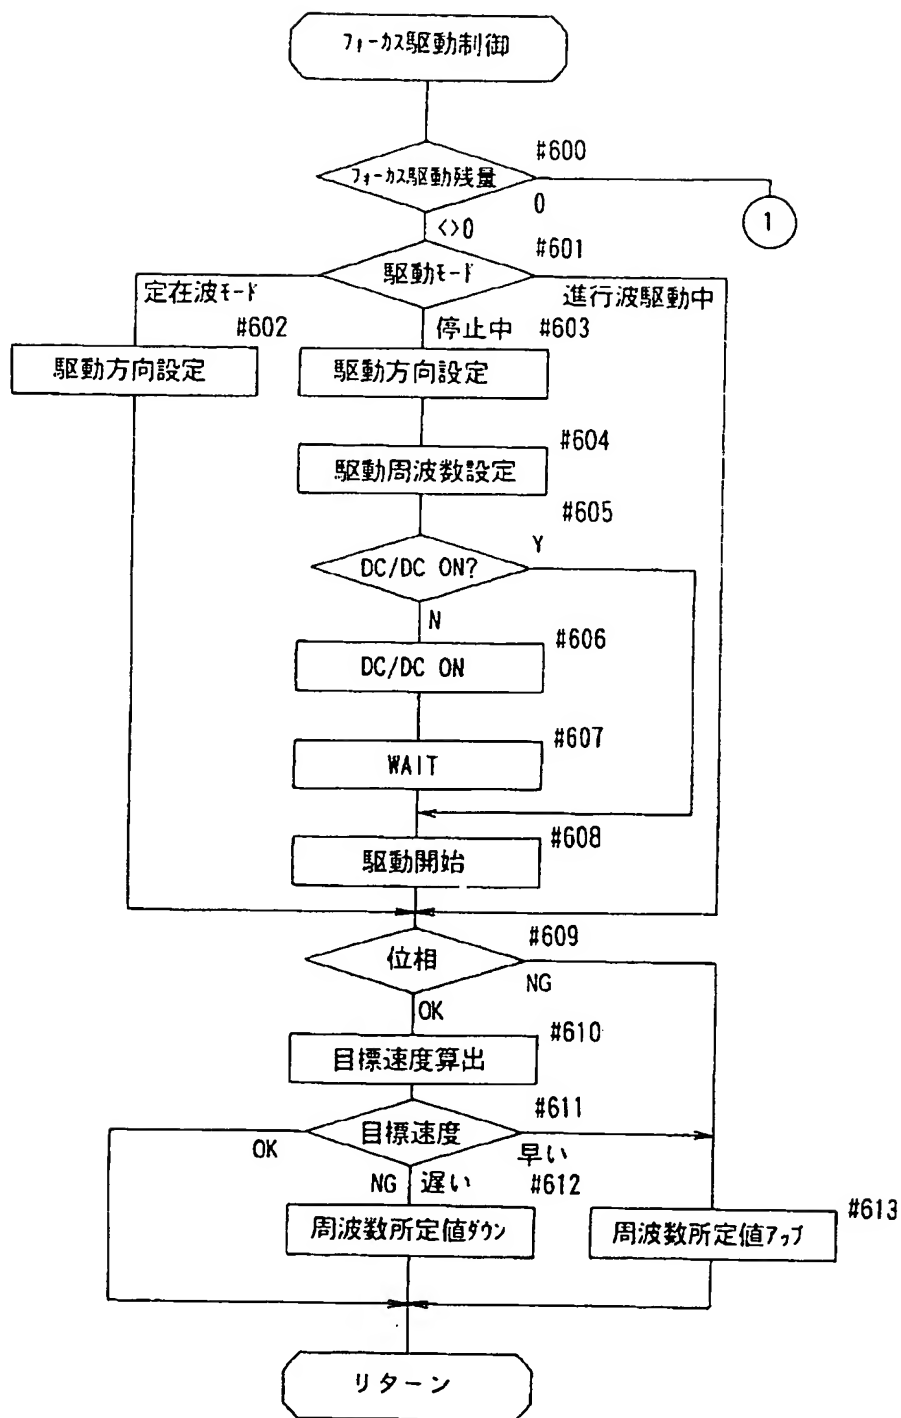 フォーカス駆動制御
#600
フォーカス駆動残量
0
1
<>0
#601
駆動モード
定在波モード
進行波駆動中
#602
停止中
#603
駆動方向設定
駆動方向設定
#604
駆動周波数設定
#605
DC/DC ON?
Y
N
#606
DC/DC ON
#607
WAIT
#608
駆動開始
#609
位相
NG
OK
#610
目標速度算出
#611
目標速度
OK
早い
NG 遅い
#612
周波数所定値ダウン
#613
周波数所定値アップ
リターン